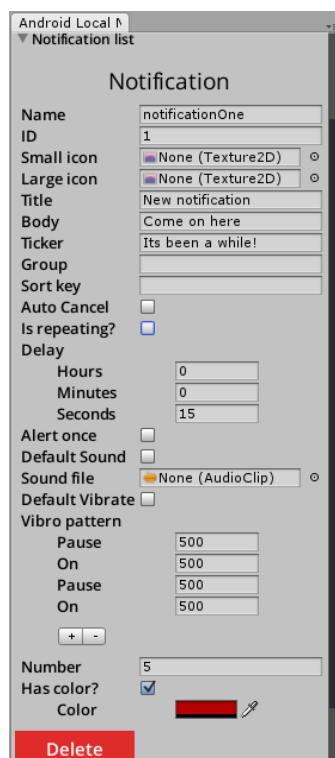 Android Local N
Notification list
Notification
Name notificationOne
ID 1
Small icon None (Texture2D)
Large icon None (Texture2D)
Title New notification
Body Come on here
Ticker Its been a while!
Group
Sort key
Auto Cancel
Is repeating?
Delay
Hours 0
Minutes 0
Seconds 15
Alert once
Default Sound
Sound file None (AudioClip)
Default Vibrate
Vibro pattern
Pause 500
On 500
Pause 500
On 500
+ -
Number 5
Has color?
Color
Delete